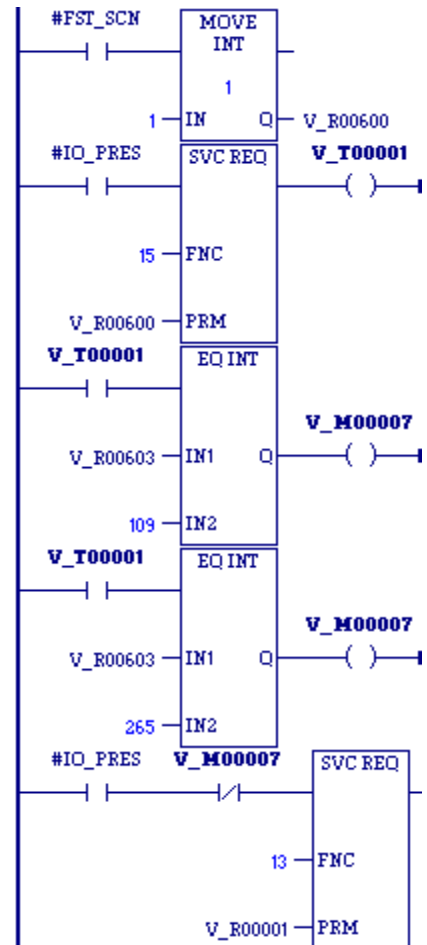 #FST_SCN
MOVE
INT
1
1 IN Q V_R00600
#IO_PRES SVC REQ V_T00001
15 FNC
V_R00600 PRM
V_T00001 EQ INT
V_M00007
V_R00603 IN1 Q
109 IN2
V_T00001 EQ INT
V_M00007
V_R00603 IN1 Q
265 IN2
#IO_PRES V_M00007 SVC REQ
13 FNC
V_R00001 PRM